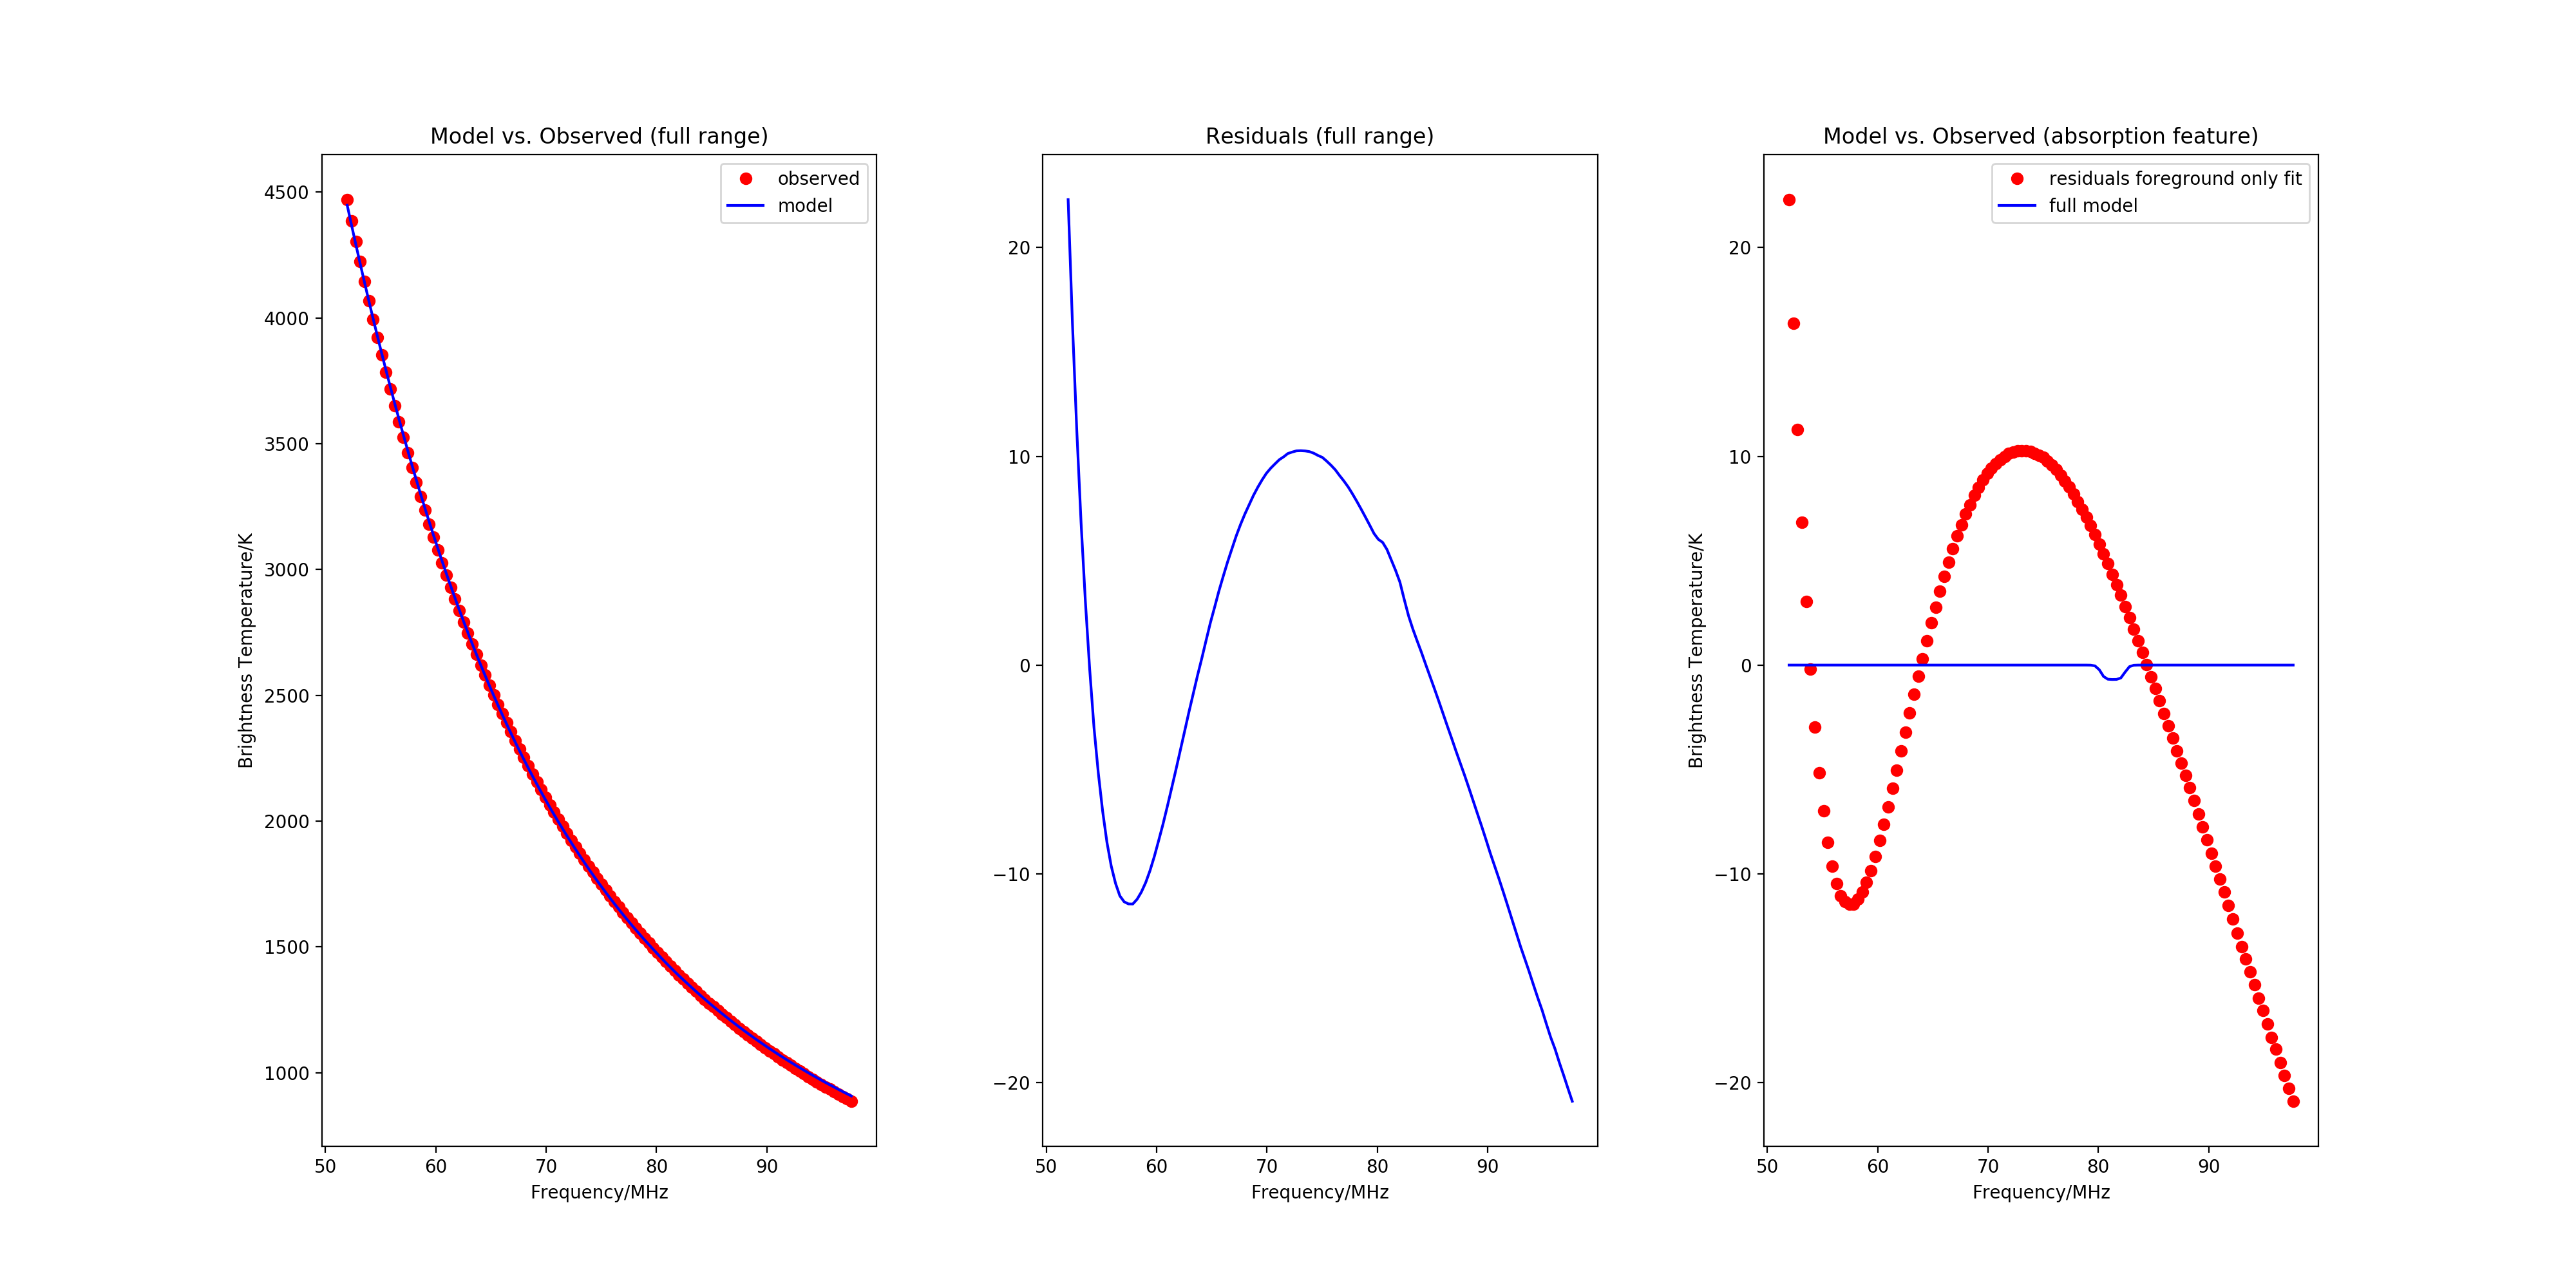 Model vs. Observed (full range)
observed
model
4500
4000
3500
3000
2500
2000
1500
1000
Brightness Temperature/K
50 60 70 80 90
Frequency/MHz
Residuals (full range)
20
10
0
−10
−20
50 60 70 80 90
Frequency/MHz
Model vs. Observed (absorption feature)
residuals foreground only fit
full model
20
10
0
−10
−20
Brightness Temperature/K
50 60 70 80 90
Frequency/MHz